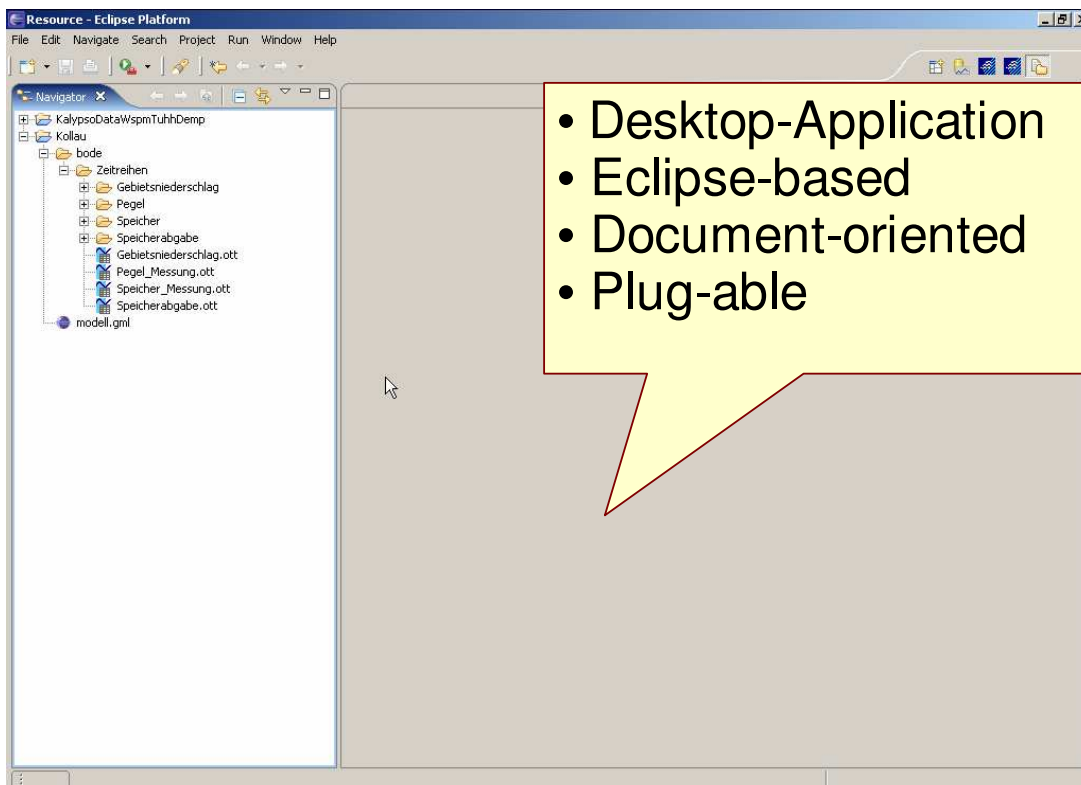 Resource - Eclipse Platform
File Edit Navigate Search Project Run Window Help
Navigator
KalypsoDataWspmTuhhDemp
Kollau
bode
Zeitreihen
Gebietsniederschlag
Pegel
Speicher
Speicherabgabe
Gebietsniederschlag.ott
Pegel_Messung.ott
Speicher_Messung.ott
Speicherabgabe.ott
modell.gml
• Desktop-Application
• Eclipse-based
• Document-oriented
• Plug-able